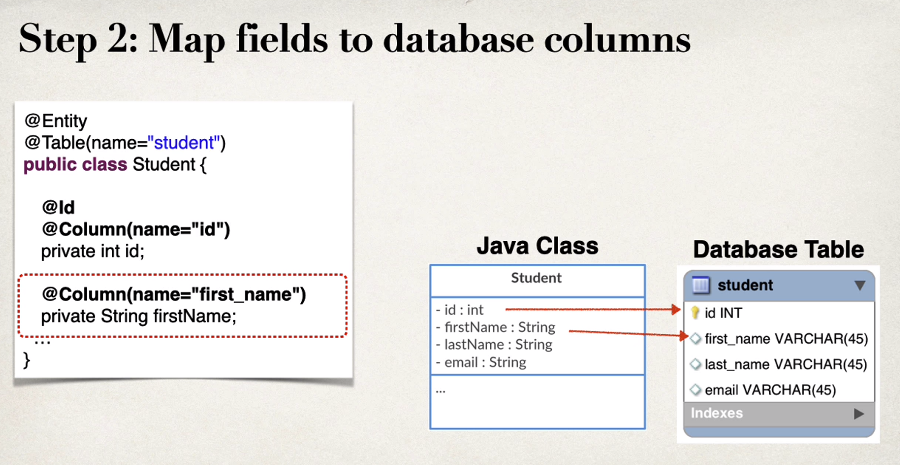 Step 2: Map fields to database columns
@Entity
@Table(name="student")
public class Student {
@Id
@Column(name="id")
private int id;
@Column(name="first_name")
private String firstName;
...
}
Java Class
Student
- id : int
- firstName : String
- lastName : String
- email : String
...
Database Table
student
id INT
first_name VARCHAR(45)
last_name VARCHAR(45)
email VARCHAR(45)
Indexes